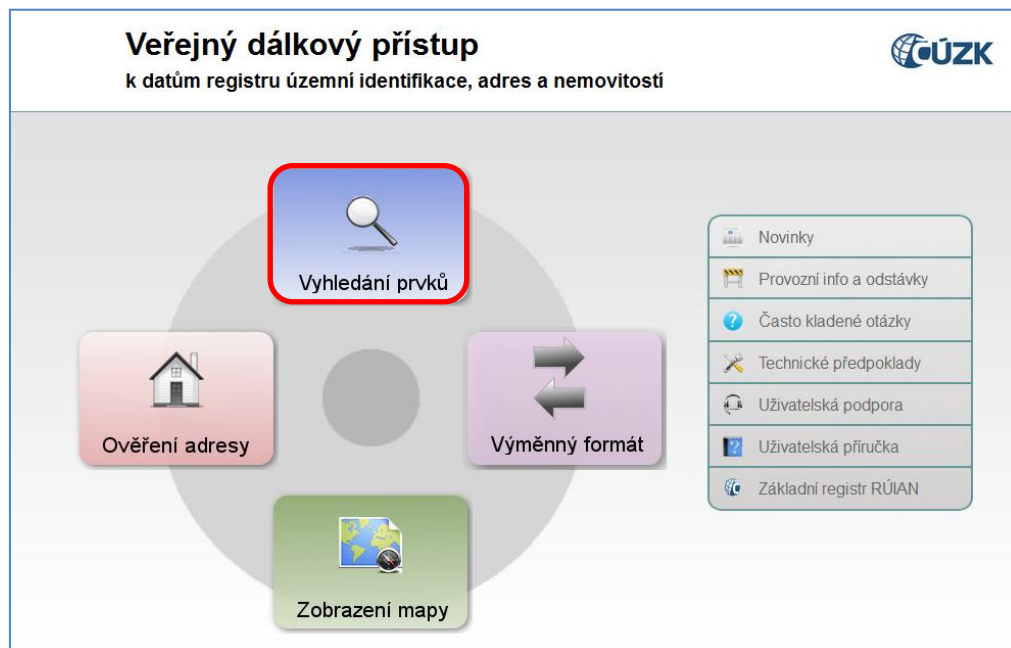 Veřejný dálkový přístup
k datům registru územní identifikace, adres a nemovitostí
ČÚZK
Vyhledání prvků
Ověření adresy
Výměnný formát
Zobrazení mapy
Novinky
Provozní info a odstávky
Často kladené otázky
Technické předpoklady
Uživatelská podpora
Uživatelská příručka
Základní registr RÚIAN